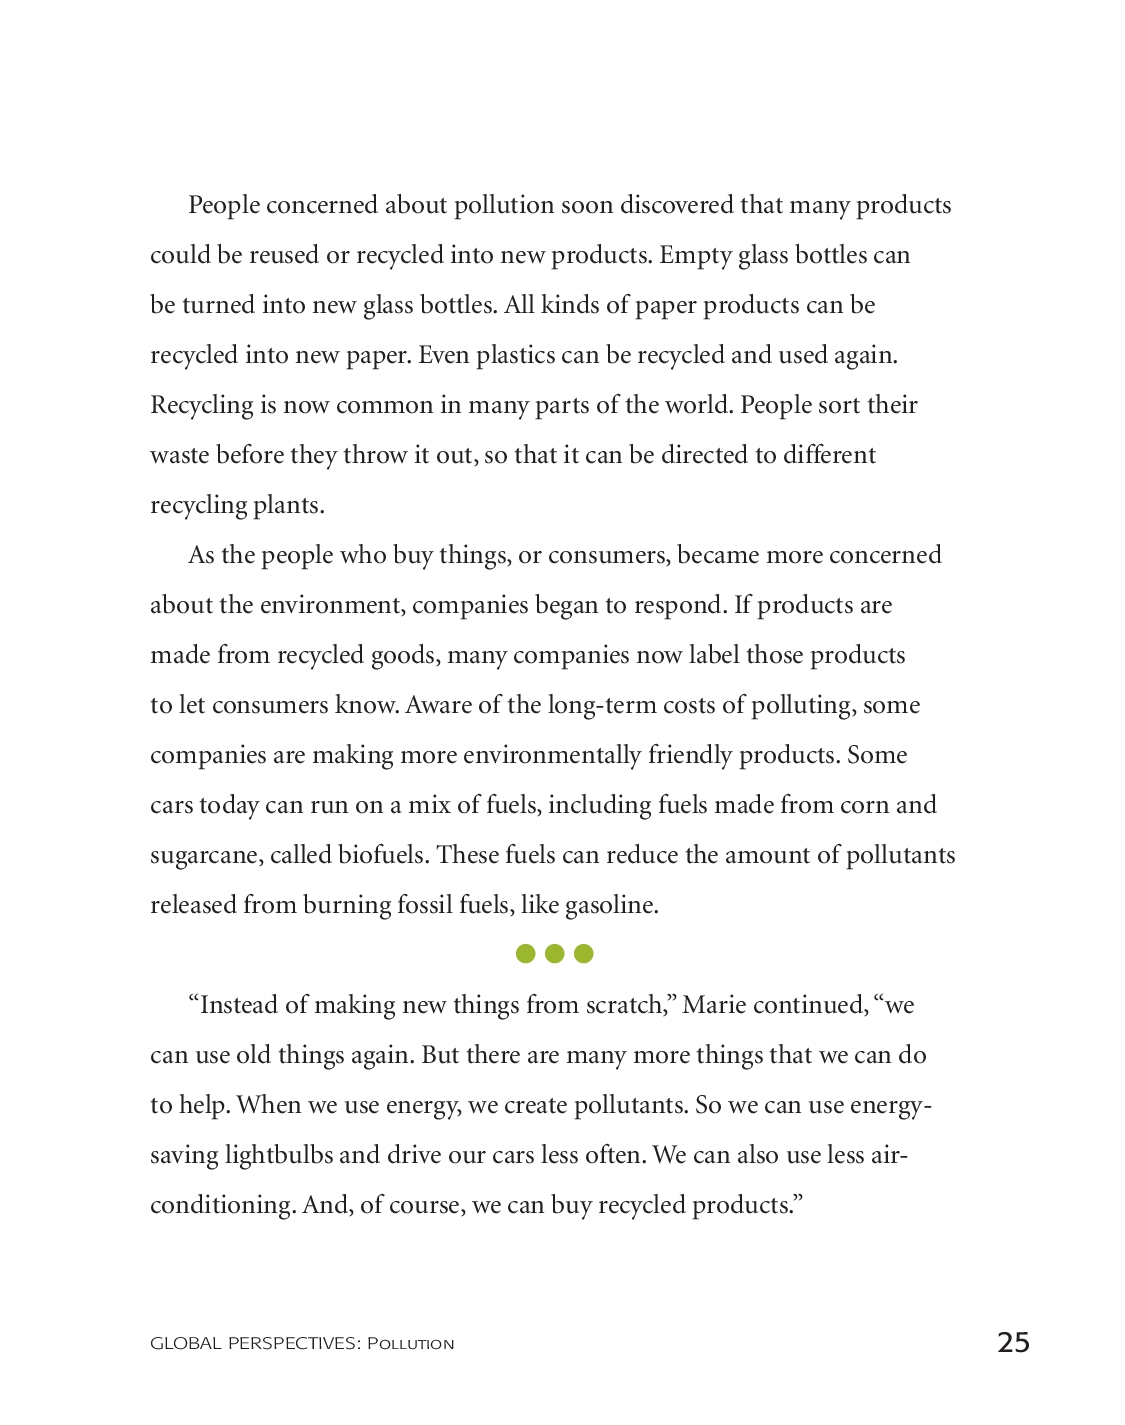 People concerned about pollution soon discovered that many products
could be reused or recycled into new products. Empty glass bottles can
be turned into new glass bottles. All kinds of paper products can be
recycled into new paper. Even plastics can be recycled and used again.
Recycling is now common in many parts of the world. People sort their
waste before they throw it out, so that it can be directed to different
recycling plants.
As the people who buy things, or consumers, became more concerned
about the environment, companies began to respond. If products are
made from recycled goods, many companies now label those products
to let consumers know. Aware of the long-term costs of polluting, some
companies are making more environmentally friendly products. Some
cars today can run on a mix of fuels, including fuels made from corn and
sugarcane, called biofuels. These fuels can reduce the amount of pollutants
released from burning fossil fuels, like gasoline.
“Instead of making new things from scratch,” Marie continued, “we
can use old things again. But there are many more things that we can do
to help. When we use energy, we create pollutants. So we can use energy-
saving lightbulbs and drive our cars less often. We can also use less air-
conditioning. And, of course, we can buy recycled products.”
GLOBAL PERSPECTIVES: Pollution 25